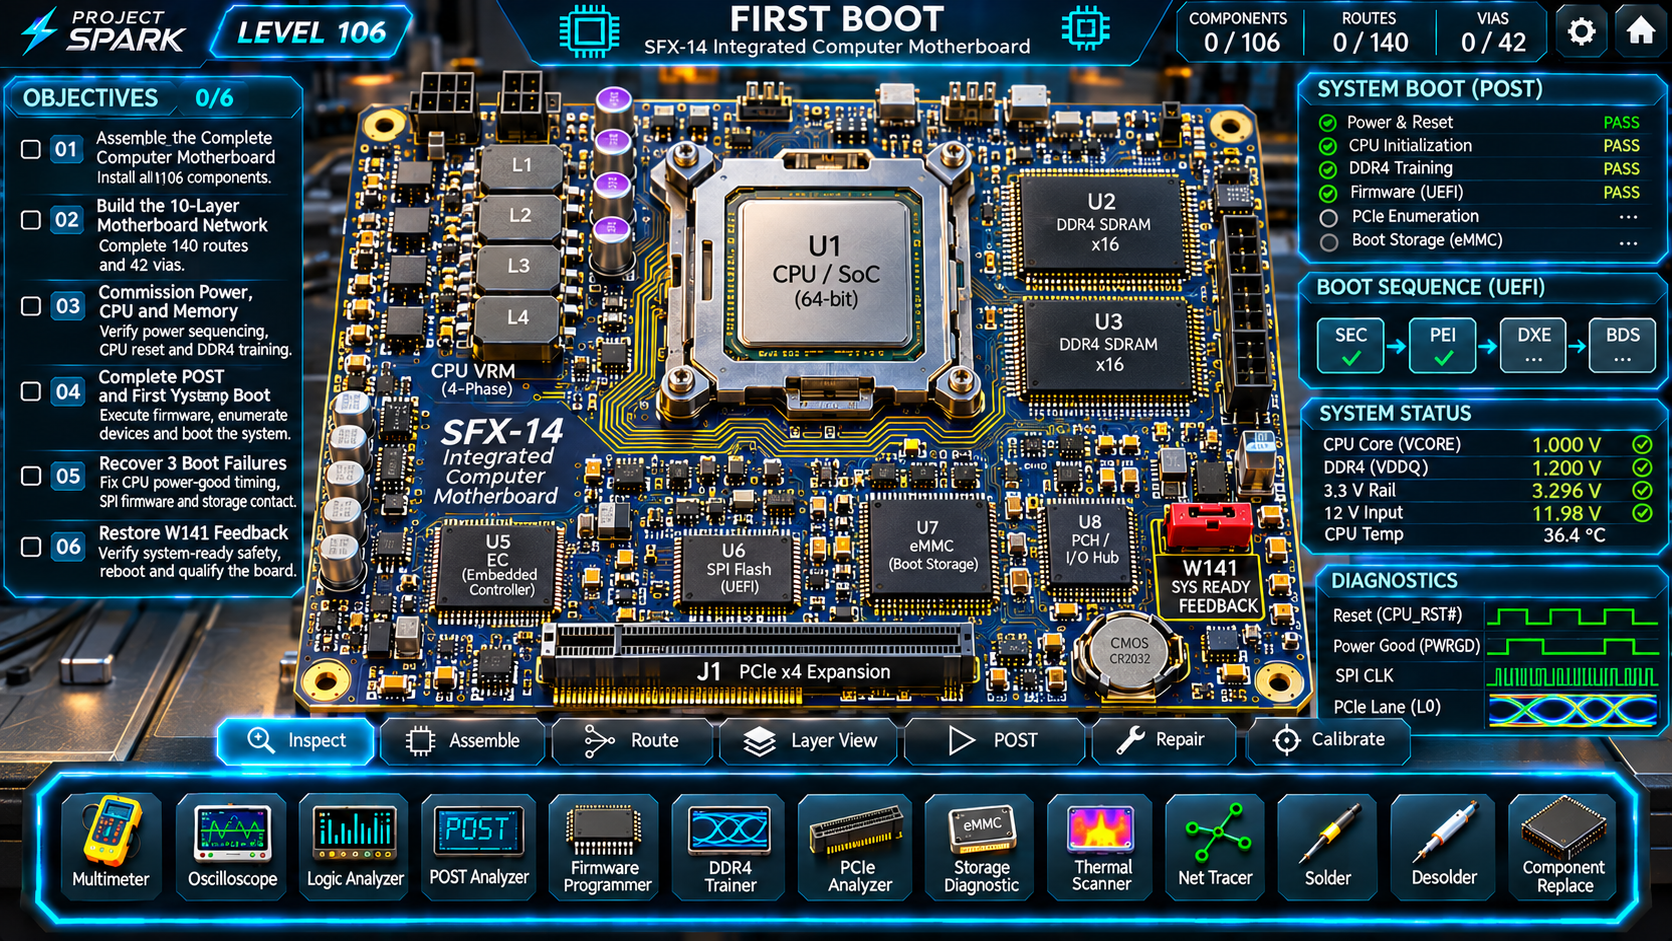 PROJECT
SPARK
LEVEL 106
FIRST BOOT
SFX-14 Integrated Computer Motherboard
COMPONENTS
0 / 106
ROUTES
0 / 140
VIAS
0 / 42
OBJECTIVES 0/6
01 Assemble the Complete
Computer Motherboard
Install all 1106 components.
02 Build the 10-Layer
Motherboard Network
Complete 140 routes
and 42 vias.
03 Commission Power,
CPU and Memory
Verify power sequencing,
CPU reset and DDR4 training.
04 Complete POST
and First Yystemp Boot
Execute firmware, enumerate
devices and boot the system.
05 Recover 3 Boot Failures
Fix CPU power-good timing,
SPI firmware and storage contact.
06 Restore W141 Feedback
Verify system-ready safety,
reboot and qualify the board.
L1
L2
L3
L4
CPU VRM
(4-Phase)
SFX-14
Integrated
Computer
Motherboard
U1
CPU / SoC
(64-bit)
U2
DDR4 SDRAM
x16
U3
DDR4 SDRAM
x16
U5
EC
(Embedded
Controller)
U6
SPI Flash
(UEFI)
U7
eMMC
(Boot Storage)
U8
PCH /
I/O Hub
W141
SYS READY
FEEDBACK
CMOS
CR2032
J1 PCIe x4 Expansion
SYSTEM BOOT (POST)
Power & Reset PASS
CPU Initialization PASS
DDR4 Training PASS
Firmware (UEFI) PASS
PCIe Enumeration ...
Boot Storage (eMMC) ...
BOOT SEQUENCE (UEFI)
SEC PEI DXE ... BDS ...
SYSTEM STATUS
CPU Core (VCORE) 1.000 V
DDR4 (VDDQ) 1.200 V
3.3 V Rail 3.296 V
12 V Input 11.98 V
CPU Temp 36.4 °C
DIAGNOSTICS
Reset (CPU_RST#)
Power Good (PWRGD)
SPI CLK
PCIe Lane (L0)
Inspect
Assemble
Route
Layer View
POST
Repair
Calibrate
Multimeter
Oscilloscope
Logic Analyzer
POST
POST Analyzer
Firmware
Programmer
DDR4
Trainer
PCIe
Analyzer
eMMC
Storage
Diagnostic
Thermal
Scanner
Net Tracer
Solder
Desolder
Component
Replace